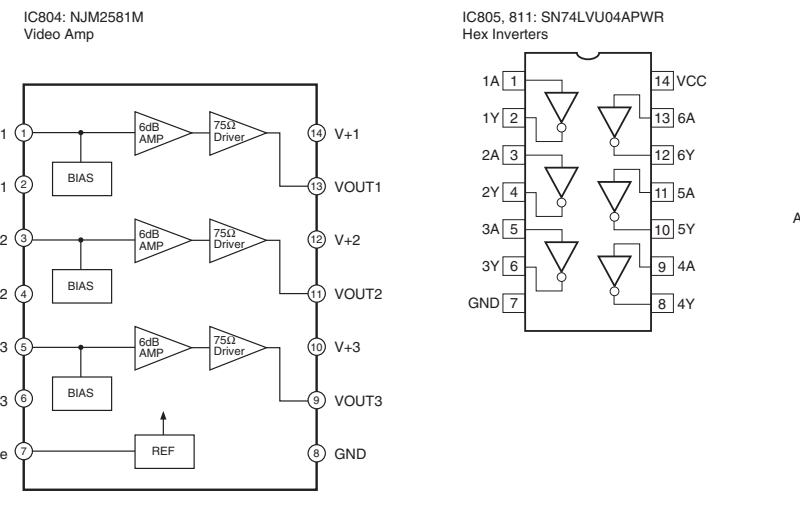 IC804: NJM2581M
Video Amp
1 1 6dB AMP 75Ω Driver 14 V+1
BIAS
1 2 13 VOUT1
2 3 6dB AMP 75Ω Driver 12 V+2
BIAS
2 4 11 VOUT2
3 5 6dB AMP 75Ω Driver 10 V+3
BIAS
3 6 9 VOUT3
e 7 REF 8 GND
IC805, 811: SN74LVU04APWR
Hex Inverters
1A 1 14 VCC
1Y 2 13 6A
2A 3 12 6Y
2Y 4 11 5A
3A 5 10 5Y
3Y 6 9 4A
GND 7 8 4Y
A